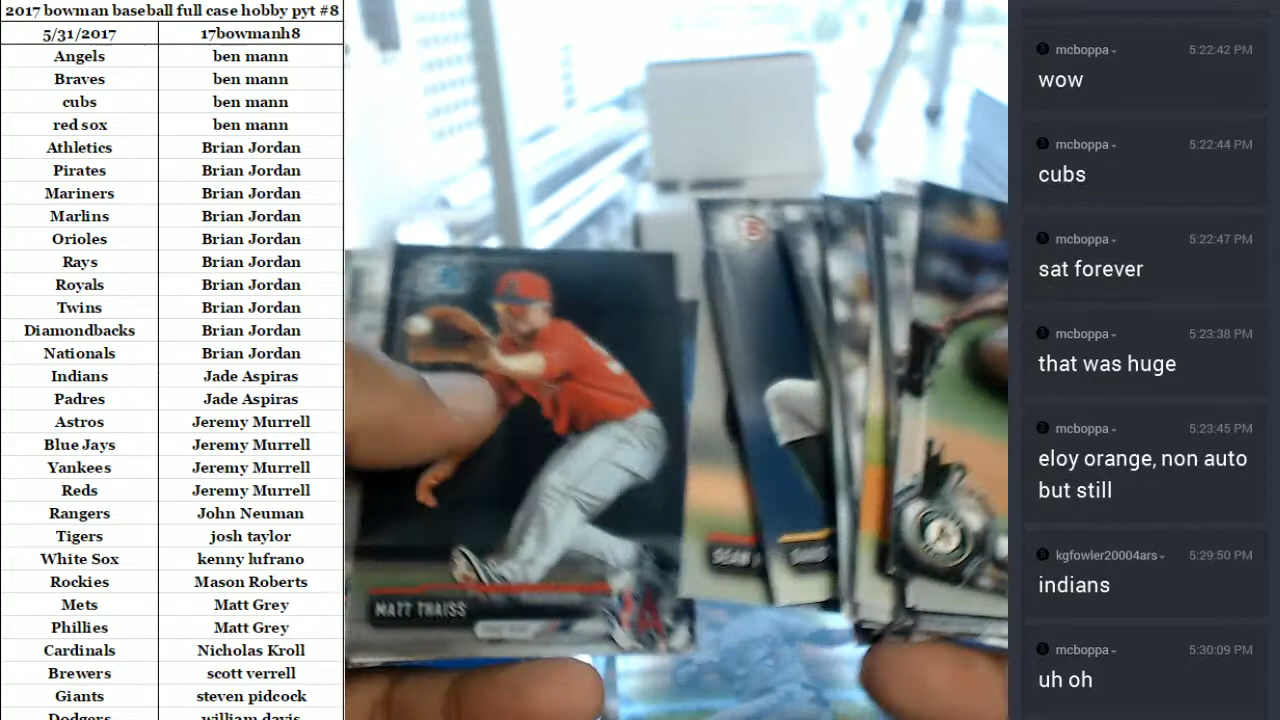 2017 bowman baseball full case hobby pyt #8
5/31/2017 17bowmanh8
Angels ben mann
Braves ben mann
cubs ben mann
red sox ben mann
Athletics Brian Jordan
Pirates Brian Jordan
Mariners Brian Jordan
Marlins Brian Jordan
Orioles Brian Jordan
Rays Brian Jordan
Royals Brian Jordan
Twins Brian Jordan
Diamondbacks Brian Jordan
Nationals Brian Jordan
Indians Jade Aspiras
Padres Jade Aspiras
Astros Jeremy Murrell
Blue Jays Jeremy Murrell
Yankees Jeremy Murrell
Reds Jeremy Murrell
Rangers John Neuman
Tigers josh taylor
White Sox kenny lufrano
Rockies Mason Roberts
Mets Matt Grey
Phillies Matt Grey
Cardinals Nicholas Kroll
Brewers scott verrell
Giants steven pidcock
Dodgers william davis
MATT THAISS
SEAN
mcboppa 5:22:42 PM
wow
mcboppa 5:22:44 PM
cubs
mcboppa 5:22:47 PM
sat forever
mcboppa 5:23:38 PM
that was huge
mcboppa 5:23:45 PM
eloy orange, non auto
but still
kgfowler20004ars 5:29:50 PM
indians
mcboppa 5:30:09 PM
uh oh